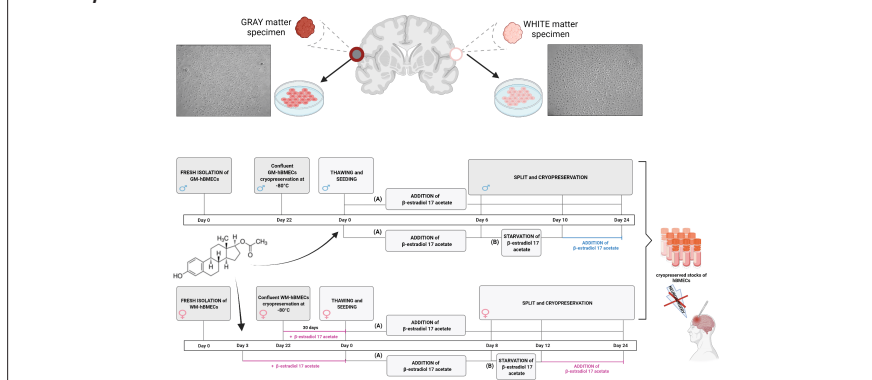 GRAY matter
specimen
WHITE matter
specimen
FRESH ISOLATION of
GM-hBMECs
Confluent
GM-hBMECs
cryopreservation at
-80°C
THAWING and
SEEDING
SPLIT and CRYOPRESERVATION
(A)
ADDITION of
β-estradiol 17 acetate
Day 0
Day 22
Day 0
Day 6
Day 10
Day 24
(A)
ADDITION of
β-estradiol 17 acetate
(B)
STARVATION of
β-estradiol 17
acetate
ADDITION of
β-estradiol 17 acetate
H₃C
H
O
CH₃
O
H
H
H
HO
cryopreserved stocks of
hBMECs
FRESH ISOLATION of
WM-hBMECs
Confluent WM-hBMECs
cryopreservation at
-80°C
THAWING and
SEEDING
SPLIT and CRYOPRESERVATION
30 days
+ β-estradiol 17 acetate
(A)
ADDITION of
β-estradiol 17 acetate
Day 0
Day 3
Day 22
Day 0
Day 8
Day 12
Day 24
+ β-estradiol 17 acetate
(A)
ADDITION of
β-estradiol 17 acetate
(B)
STARVATION of
β-estradiol 17
acetate
ADDITION of
β-estradiol 17 acetate